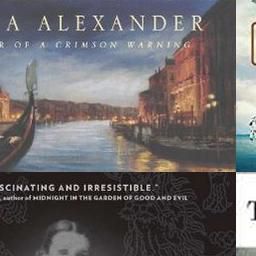 A ALEXANDER
R OF A CRIMSON WARNING
ASCINATING AND IRRESISTIBLE."
, author of MIDNIGHT IN THE GARDEN OF GOOD AND EVIL
T